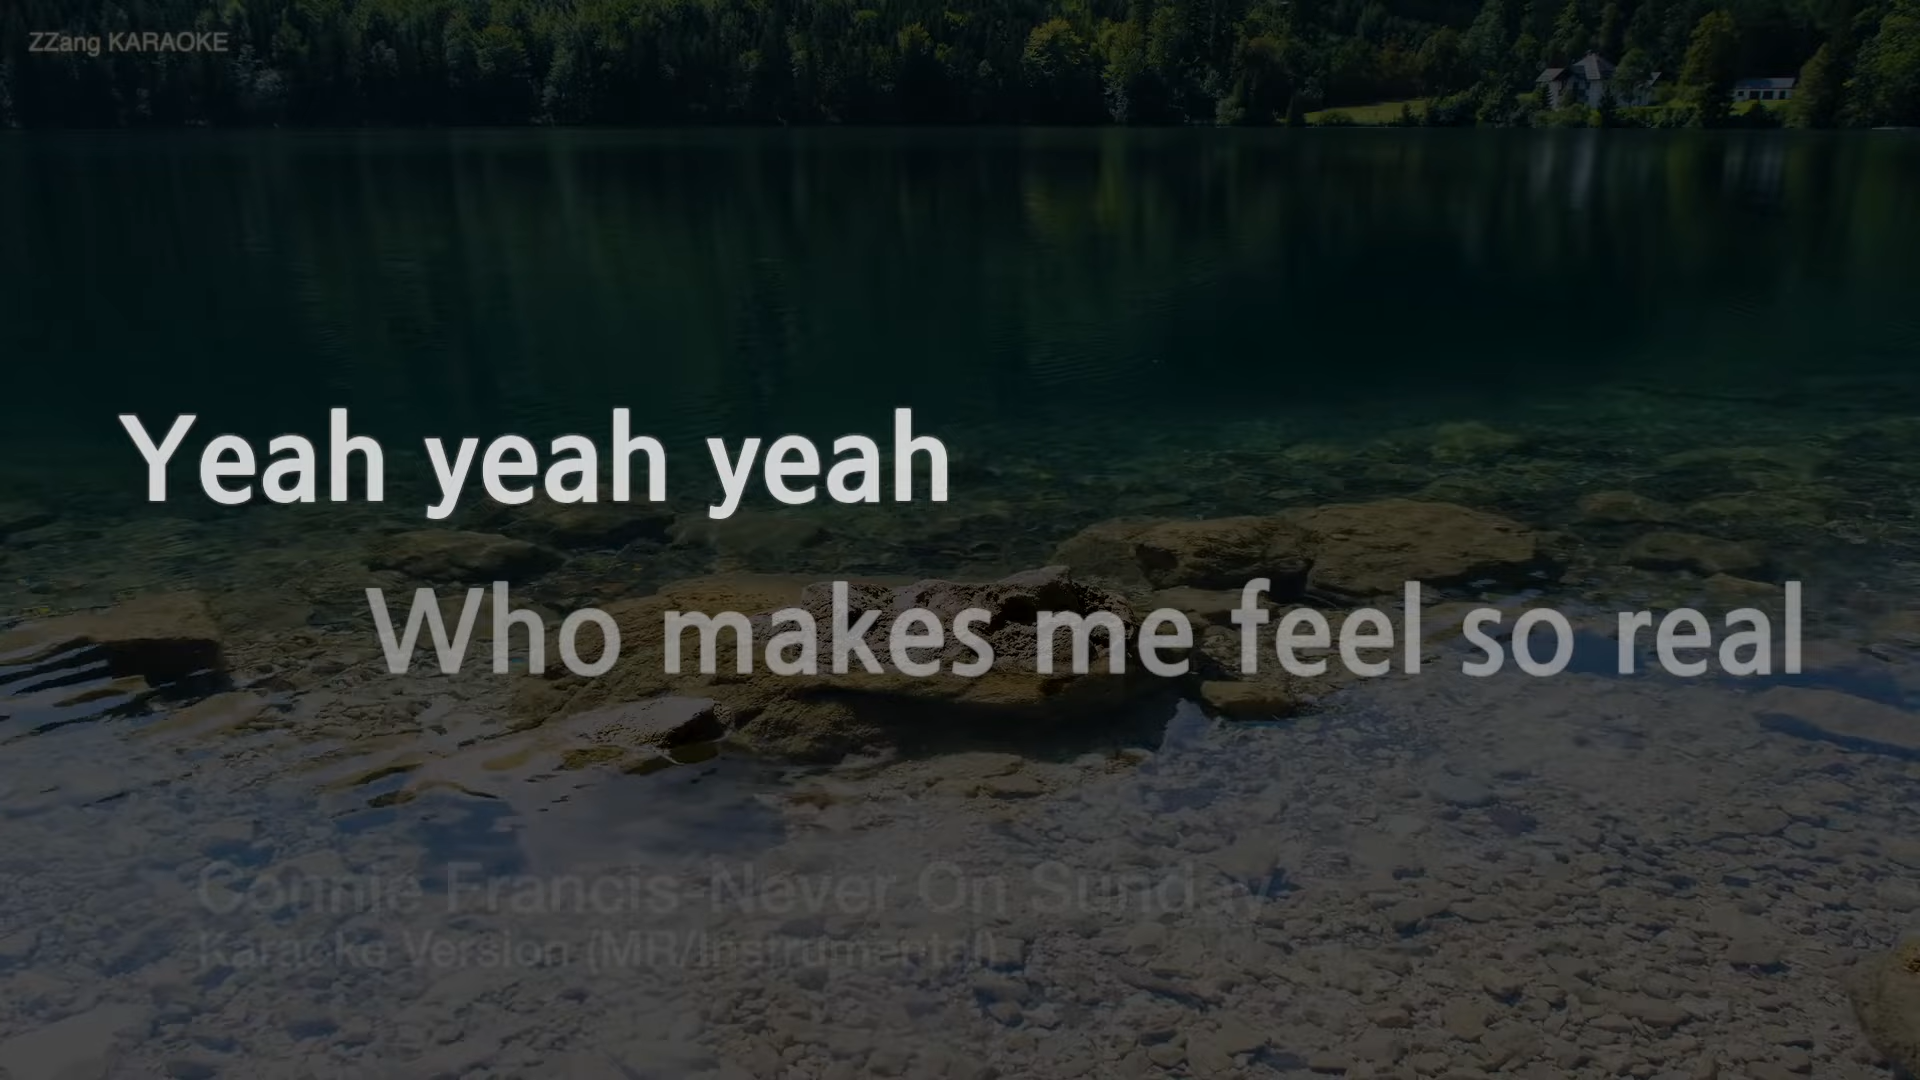 ZZang KARAOKE
Yeah yeah yeah
Who makes me feel so real
Connie Francis-Never On Sunday
Karaoke Version (MR/Instrumental)